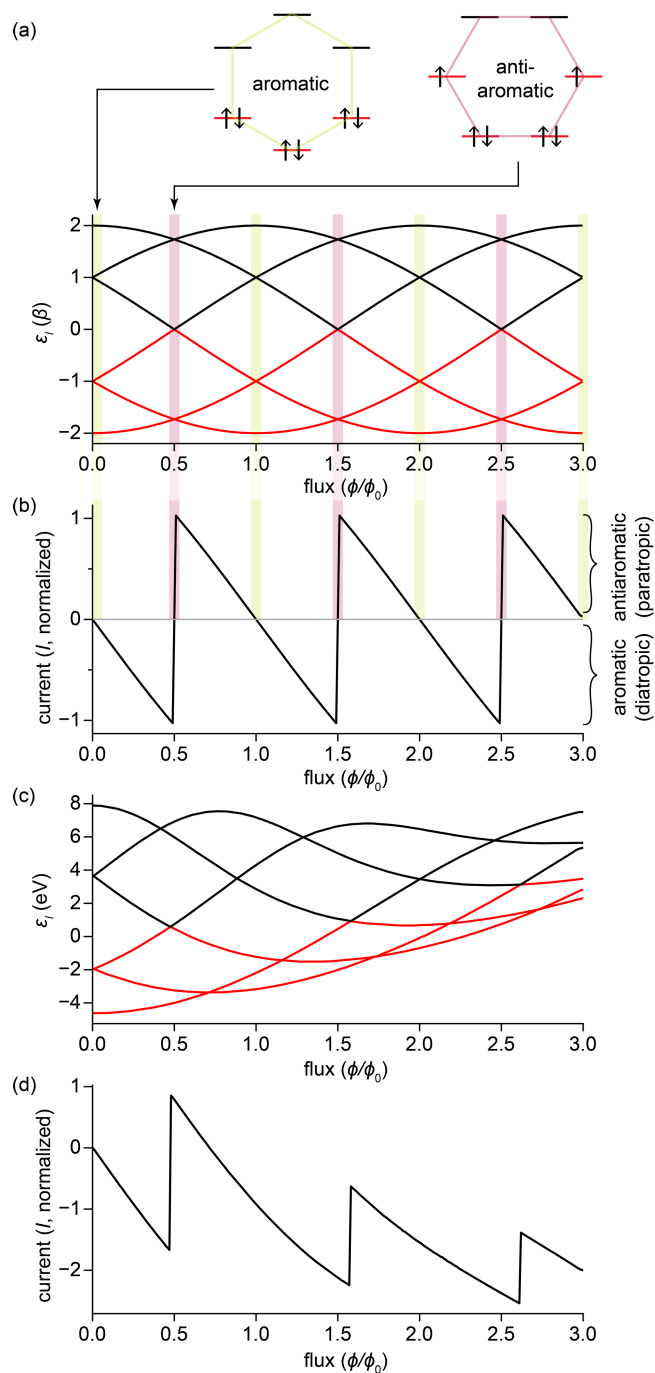 (a)
aromatic
anti-
aromatic
2
1
0
−1
−2
εl (β)
0.0 0.5 1.0 1.5 2.0 2.5 3.0
flux (ϕ/ϕ0)
(b)
1
0
−1
current (I, normalized)
antiaromatic
(paratropic)
aromatic
(diatropic)
0.0 0.5 1.0 1.5 2.0 2.5 3.0
flux (ϕ/ϕ0)
(c)
8
6
4
2
0
−2
−4
εl (eV)
0.0 0.5 1.0 1.5 2.0 2.5 3.0
flux (ϕ/ϕ0)
(d)
1
0
−1
−2
current (I, normalized)
0.0 0.5 1.0 1.5 2.0 2.5 3.0
flux (ϕ/ϕ0)